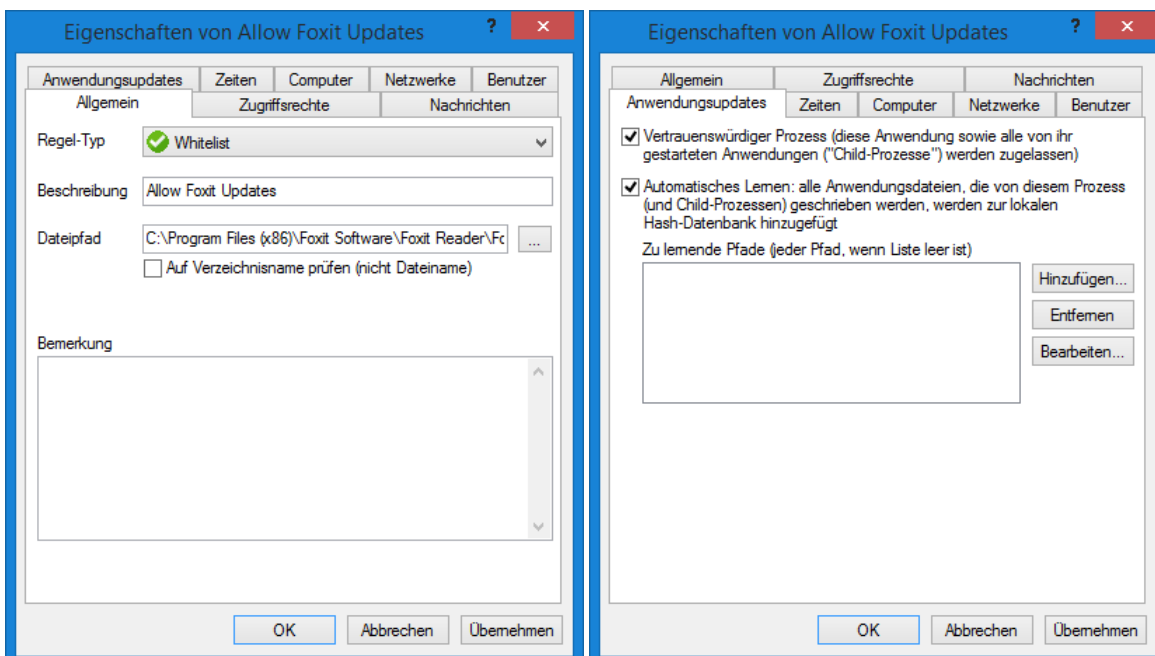 Eigenschaften von Allow Foxit Updates
?
Anwendungsupdates Zeiten Computer Netzwerke Benutzer
Allgemein Zugriffsrechte Nachrichten
Regel-Typ Whitelist
Beschreibung Allow Foxit Updates
Dateipfad C:\Program Files (x86)\Foxit Software\Foxit Reader\Fc ...
Auf Verzeichnisname prüfen (nicht Dateiname)
Bemerkung
OK Abbrechen Übernehmen
Eigenschaften von Allow Foxit Updates
?
Allgemein Zugriffsrechte Nachrichten
Anwendungsupdates Zeiten Computer Netzwerke Benutzer
Vertrauenswürdiger Prozess (diese Anwendung sowie alle von ihr
gestarteten Anwendungen ("Child-Prozesse") werden zugelassen)
Automatisches Lernen: alle Anwendungsdateien, die von diesem Prozess
(und Child-Prozessen) geschrieben werden, werden zur lokalen
Hash-Datenbank hinzugefügt
Zu lernende Pfade (jeder Pfad, wenn Liste leer ist)
Hinzufügen...
Entfernen
Bearbeiten...
OK Abbrechen Übernehmen